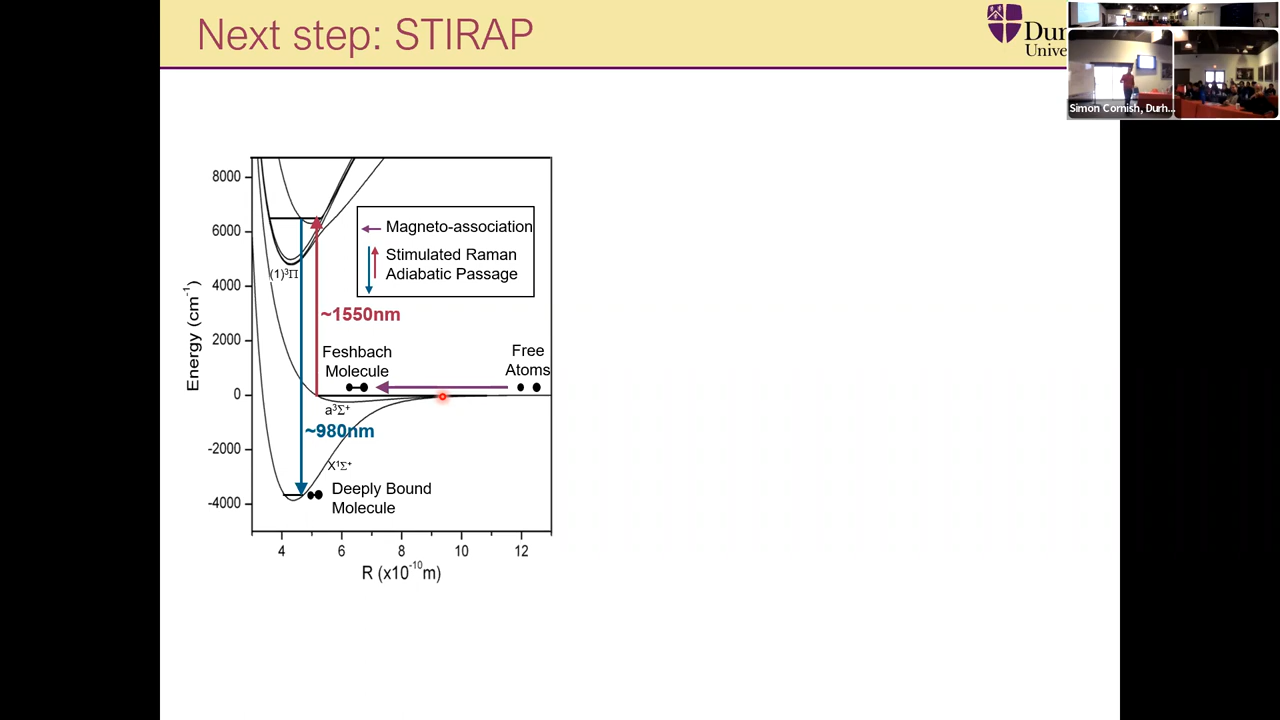 Next step: STIRAP
Dur
Unive
Simon Cornish, Durh...
8000
6000
4000
2000
0
-2000
-4000
Energy (cm⁻¹)
Magneto-association
Stimulated Raman
Adiabatic Passage
(1)³Π
~1550nm
Feshbach
Molecule
Free
Atoms
a³Σ⁺
~980nm
X¹Σ⁺
Deeply Bound
Molecule
4 6 8 10 12
R (x10⁻¹⁰m)